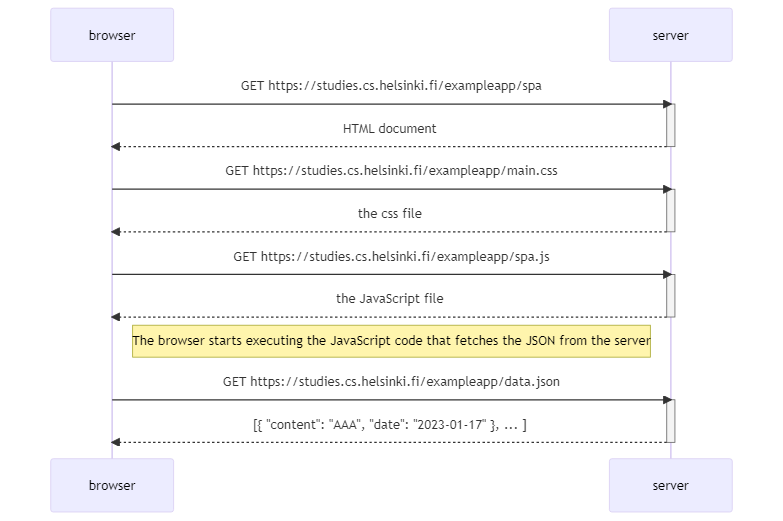 browser
server
GET https://studies.cs.helsinki.fi/exampleapp/spa
HTML document
GET https://studies.cs.helsinki.fi/exampleapp/main.css
the css file
GET https://studies.cs.helsinki.fi/exampleapp/spa.js
the JavaScript file
The browser starts executing the JavaScript code that fetches the JSON from the server
GET https://studies.cs.helsinki.fi/exampleapp/data.json
[{ "content": "AAA", "date": "2023-01-17" }, ... ]
browser
server